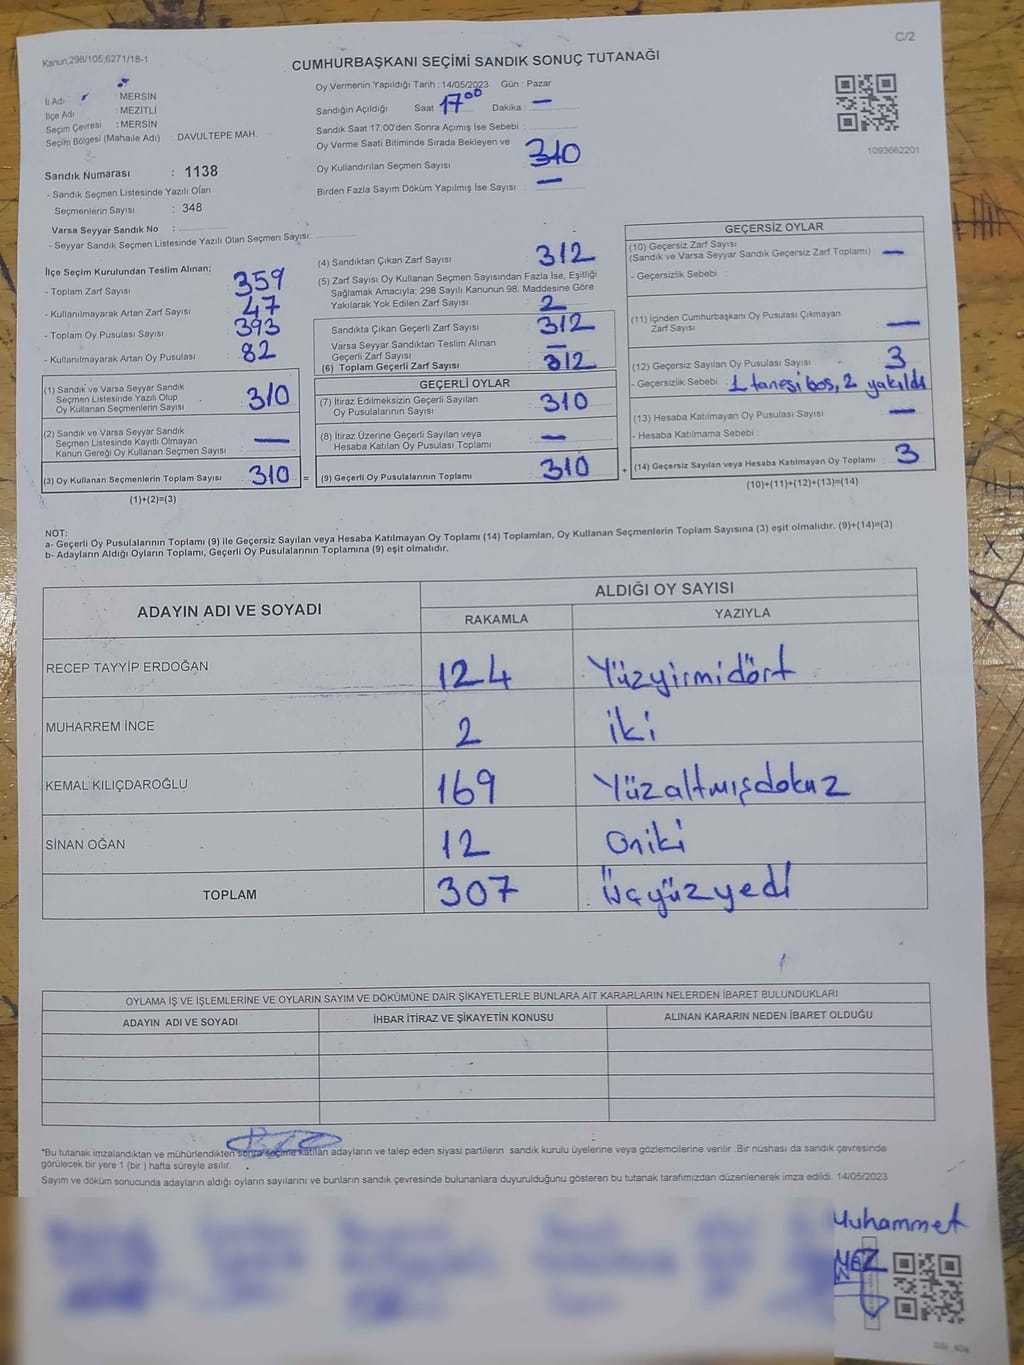 C/2
Kanun,298/105;6271/18-1
CUMHURBAŞKANI SEÇİMİ SANDIK SONUÇ TUTANAĞI
İl Adı : MERSİN
İlçe Adı : MEZİTLİ
Seçim Çevresi : MERSİN
Seçim Bölgesi (Mahalle Adı) : DAVULTEPE MAH.
Sandık Numarası : 1138
- Sandık Seçmen Listesinde Yazılı Olan
Seçmenlerin Sayısı : 348
Varsa Seyyar Sandık No :
- Seyyar Sandık Seçmen Listesinde Yazılı Olan Seçmen Sayısı:
Oy Vermenin Yapıldığı Tarih : 14/05/2023 Gün : Pazar
Sandığın Açıldığı Saat 17⁰⁰ Dakika : —
Sandık Saat 17:00'den Sonra Açımış İse Sebebi :
Oy Verme Saati Bitiminde Sırada Bekleyen ve
Oy Kullandırılan Seçmen Sayısı 310
Birden Fazla Sayım Döküm Yapılmış İse Sayısı : —
1093662201
İlçe Seçim Kurulundan Teslim Alınan;
- Toplam Zarf Sayısı 359
- Kullanılmayarak Artan Zarf Sayısı : 47
- Toplam Oy Pusulası Sayısı : 393
- Kullanılmayarak Artan Oy Pusulası : 82
(1) Sandık ve Varsa Seyyar Sandık
Seçmen Listesinde Yazılı Olup
Oy Kullanan Seçmenlerin Sayısı : 310
(2) Sandık ve Varsa Seyyar Sandık
Seçmen Listesinde Kayıtlı Olmayan
Kanun Gereği Oy Kullanan Seçmen Sayısı : —
(3) Oy Kullanan Seçmenlerin Toplam Sayısı : 310 =
(1)+(2)=(3)
(4) Sandıktan Çıkan Zarf Sayısı : 312
(5) Zarf Sayısı Oy Kullanan Seçmen Sayısından Fazla İse, Eşitliği
Sağlamak Amacıyla; 298 Sayılı Kanunun 98. Maddesine Göre
Yakılarak Yok Edilen Zarf Sayısı : 2
Sandıkta Çıkan Geçerli Zarf Sayısı : 312
Varsa Seyyar Sandıktan Teslim Alınan
Geçerli Zarf Sayısı : —
(6) Toplam Geçerli Zarf Sayısı : 312
GEÇERLİ OYLAR
(7) İtiraz Edilmeksizin Geçerli Sayılan
Oy Pusulalarının Sayısı : 310
(8) İtiraz Üzerine Geçerli Sayılan veya
Hesaba Katılan Oy Pusulası Toplamı : —
(9) Geçerli Oy Pusulalarının Toplamı : 310 +
GEÇERSİZ OYLAR
(10) Geçersiz Zarf Sayısı
(Sandık ve Varsa Seyyar Sandık Geçersiz Zarf Toplamı) —
- Geçersizlik Sebebi :
(11) İçinden Cumhurbaşkanı Oy Pusulası Çıkmayan
Zarf Sayısı : —
(12) Geçersiz Sayılan Oy Pusulası Sayısı : 3
- Geçersizlik Sebebi : 1 tanesi boş, 2 yakıldı
(13) Hesaba Katılmayan Oy Pusulası Sayısı : —
- Hesaba Katılmama Sebebi :
(14) Geçersiz Sayılan veya Hesaba Katılmayan Oy Toplamı : 3
(10)+(11)+(12)+(13)=(14)
NOT:
a- Geçerli Oy Pusulalarının Toplamı (9) ile Geçersiz Sayılan veya Hesaba Katılmayan Oy Toplamı (14) Toplamları, Oy Kullanan Seçmenlerin Toplam Sayısına (3) eşit olmalıdır. (9)+(14)=(3)
b- Adayların Aldığı Oyların Toplamı, Geçerli Oy Pusulalarının Toplamına (9) eşit olmalıdır.
ADAYIN ADI VE SOYADI
ALDIĞI OY SAYISI
RAKAMLA YAZIYLA
RECEP TAYYİP ERDOĞAN 124 Yüzyirmidört
MUHARREM İNCE 2 iki
KEMAL KILIÇDAROĞLU 169 Yüzaltmışdokuz
SİNAN OĞAN 12 Oniki
TOPLAM 307 Üçyüzyedi
OYLAMA İŞ VE İŞLEMLERİNE VE OYLARIN SAYIM VE DÖKÜMÜNE DAİR ŞİKAYETLERLE BUNLARA AİT KARARLARIN NELERDEN İBARET BULUNDUKLARI
ADAYIN ADI VE SOYADI İHBAR İTİRAZ VE ŞİKAYETİN KONUSU ALINAN KARARIN NEDEN İBARET OLDUĞU
*Bu tutanak imzalandıktan ve mühürlendikten sonra seçime katılan adayların ve talep eden siyasi partilerin sandık kurulu üyelerine veya gözlemcilerine verilir .Bir nüshası da sandık çevresinde
görülecek bir yere 1 (bir ) hafta süreyle asılır.
Sayım ve döküm sonucunda adayların aldığı oyların sayılarını ve bunların sandık çevresinde bulunanlara duyurulduğunu gösteren bu tutanak tarafımızdan düzenlenerek imza edildi. 14/05/2023
Muhammet